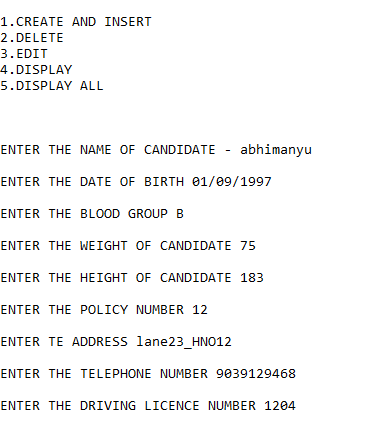 1.CREATE AND INSERT
2.DELETE
3.EDIT
4.DISPLAY
5.DISPLAY ALL
ENTER THE NAME OF CANDIDATE - abhimanyu
ENTER THE DATE OF BIRTH 01/09/1997
ENTER THE BLOOD GROUP B
ENTER THE WEIGHT OF CANDIDATE 75
ENTER THE HEIGHT OF CANDIDATE 183
ENTER THE POLICY NUMBER 12
ENTER TE ADDRESS lane23_HNO12
ENTER THE TELEPHONE NUMBER 9039129468
ENTER THE DRIVING LICENCE NUMBER 1204